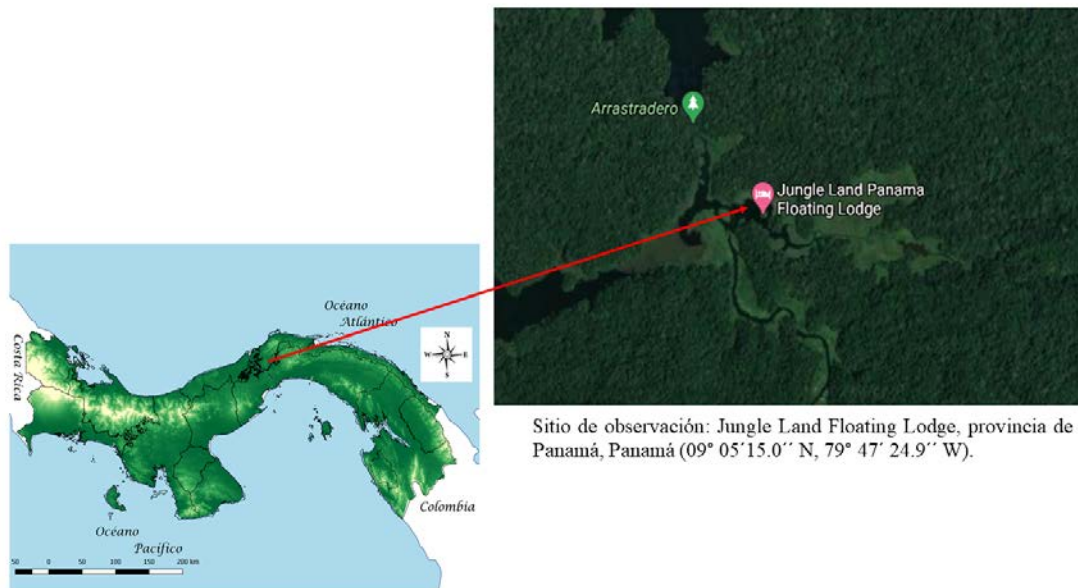 Arrastradero
Jungle Land Panama
Floating Lodge
Sitio de observación: Jungle Land Floating Lodge, provincia de
Panamá, Panamá (09° 05´15.0´´ N, 79° 47´ 24.9´´ W).
Océano
Atlántico
N
W E
S
Costa Rica
Colombia
Océano
Pacífico
50 0 50 100 150 200 km